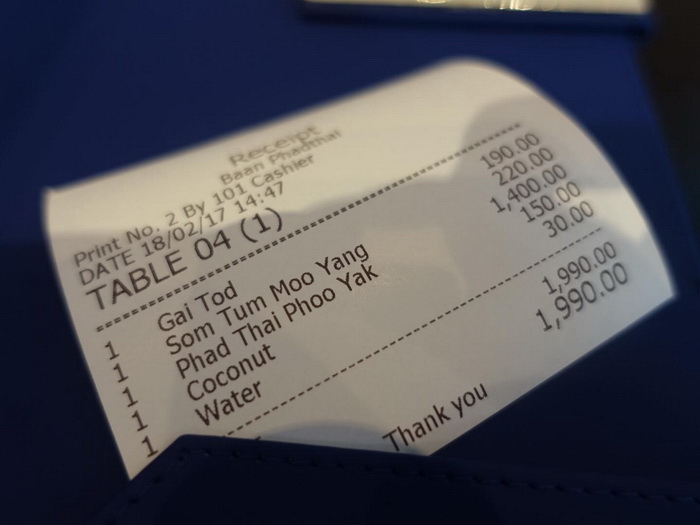 Receipt
Baan Phadthai
Print No. 2 By 101 Cashier
DATE 18/02/17 14:47
TABLE 04 (1)
1 Gai Tod 190.00
1 Som Tum Moo Yang 220.00
1 Phad Thai Phoo Yak 1,400.00
1 Coconut 150.00
1 Water 30.00
1,990.00
1,990.00
Thank you